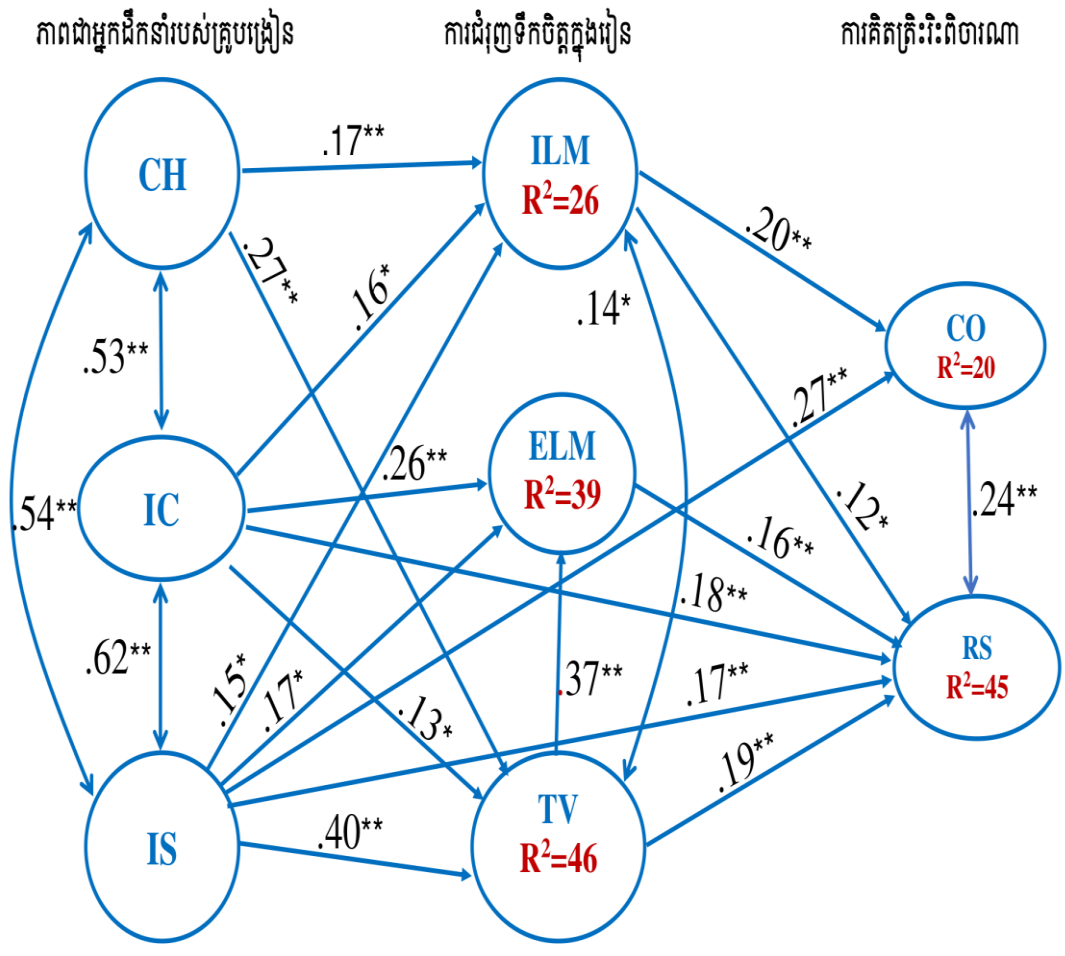 ភាពជាអ្នកដឹកនាំរបស់គ្រូបង្រៀន
ការជំរុញទឹកចិត្តក្នុងរៀន
ការគិតត្រិះរិះពិចារណា
CH
.17**
ILM
R²=26
.27**
.16*
.20**
.14*
CO
R²=20
.53**
.27**
.26**
ELM
R²=39
IC
.54**
.12*
.24**
.16**
.18**
.62**
RS
R²=45
.15*
.17*
.37**
.17**
.13*
.19**
IS
.40**
TV
R²=46